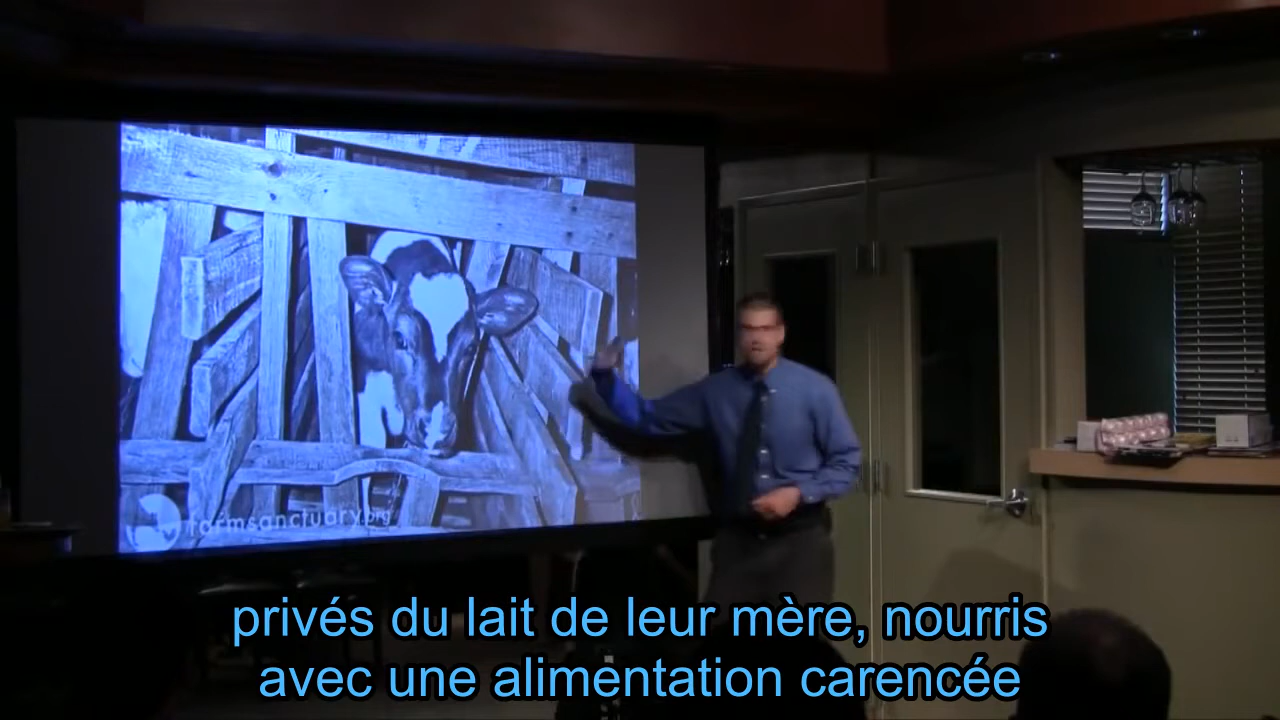 farmsanctuary.org
privés du lait de leur mère, nourris
avec une alimentation carencée